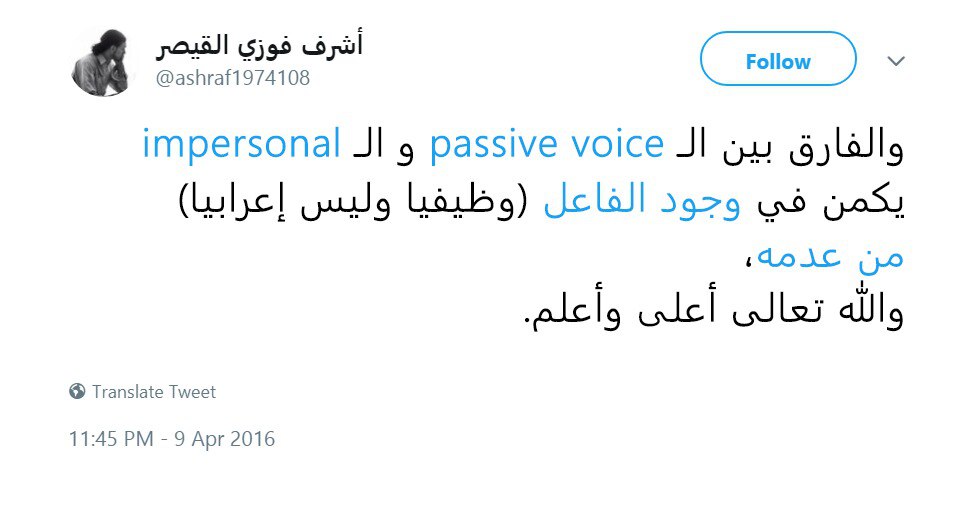 أشرف فوزي القيصر
@ashraf1974108
Follow
والفارق بين الـ passive voice و الـ impersonal
يكمن في وجود الفاعل (وظيفيا وليس إعرابيا)
من عدمه،
والله تعالى أعلى وأعلم.
Translate Tweet
11:45 PM - 9 Apr 2016